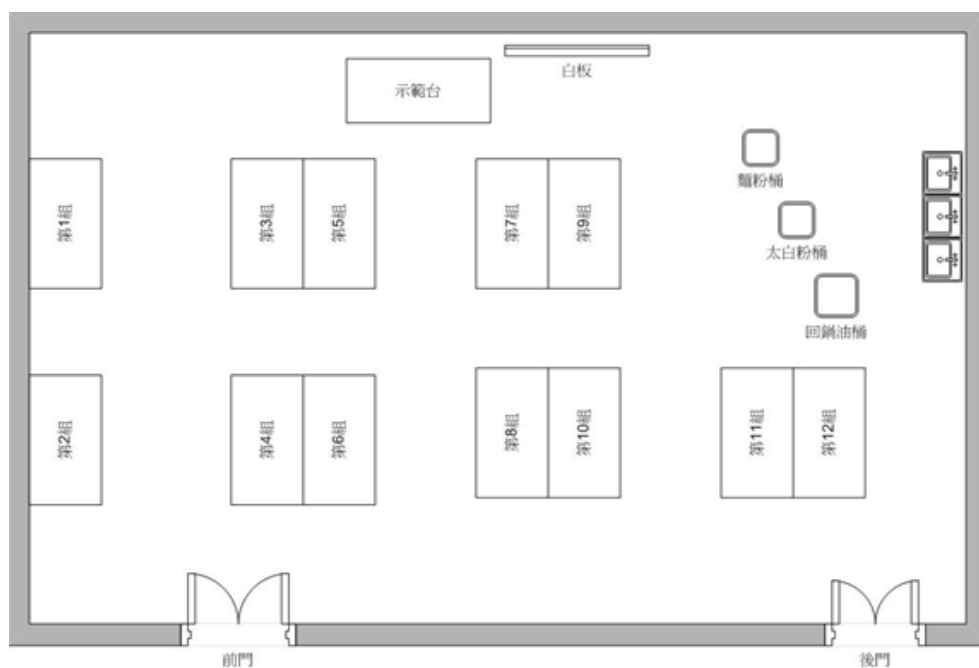 白板
示範台
麵粉桶
太白粉桶
回鍋油桶
第1組
第3組
第5組
第7組
第9組
第2組
第4組
第6組
第8組
第10組
第11組
第12組
前門
後門